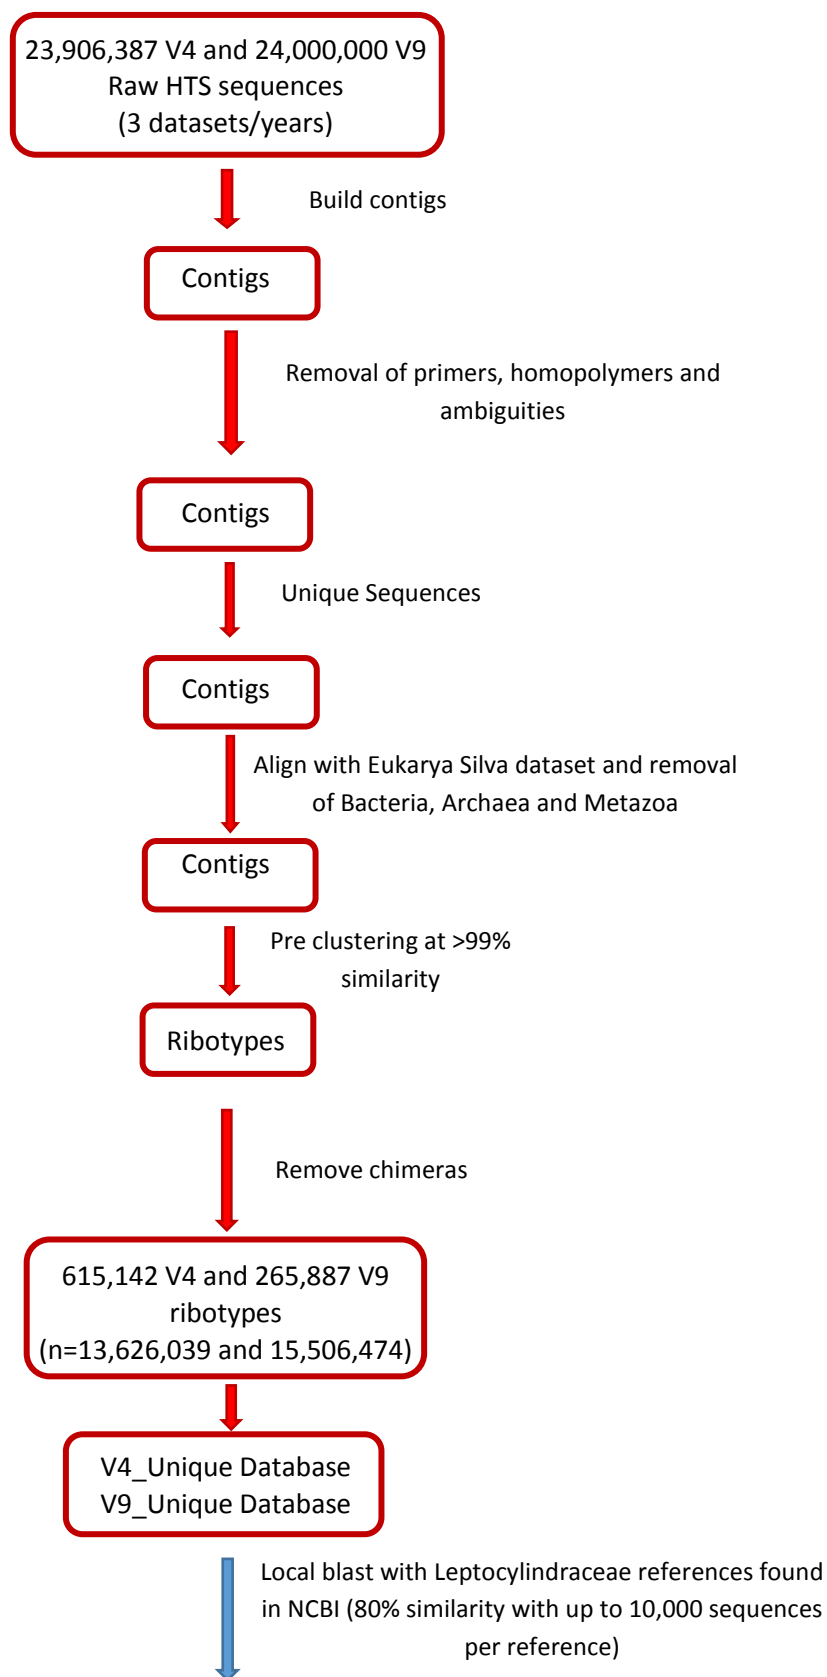 23,906,387 V4 and 24,000,000 V9
Raw HTS sequences
(3 datasets/years)
Build contigs
Contigs
Removal of primers, homopolymers and
ambiguities
Contigs
Unique Sequences
Contigs
Align with Eukarya Silva dataset and removal
of Bacteria, Archaea and Metazoa
Contigs
Pre clustering at >99%
similarity
Ribotypes
Remove chimeras
615,142 V4 and 265,887 V9
ribotypes
(n=13,626,039 and 15,506,474)
V4_Unique Database
V9_Unique Database
Local blast with Leptocylindraceae references found
in NCBI (80% similarity with up to 10,000 sequences
per reference)